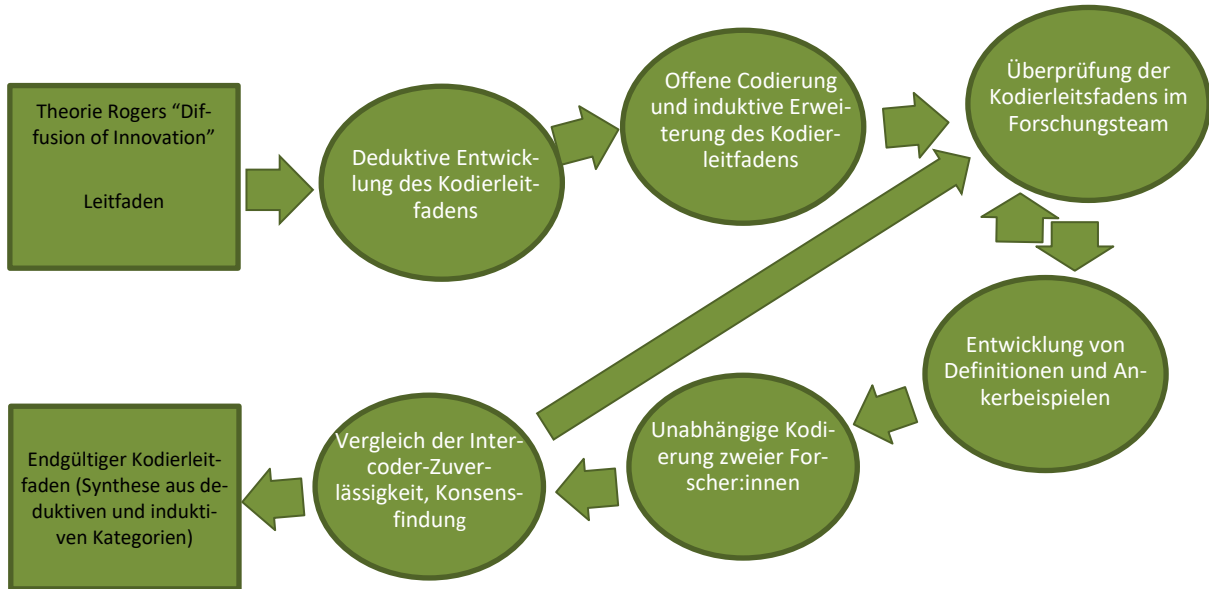 Theorie Rogers “Dif-
fusion of Innovation”
Leitfaden
Deduktive Entwick-
lung des Kodierleit-
fadens
Offene Codierung
und induktive Erwei-
terung des Kodier-
leitfadens
Überprüfung der
Kodierleitsfadens im
Forschungsteam
Entwicklung von
Definitionen und An-
kerbeispielen
Unabhängige Kodi-
erung zweier For-
scher:innen
Vergleich der Inter-
coder-Zuver-
lässigkeit, Konsens-
findung
Endgültiger Kodierleit-
faden (Synthese aus de-
duktiven und indukti-
ven Kategorien)